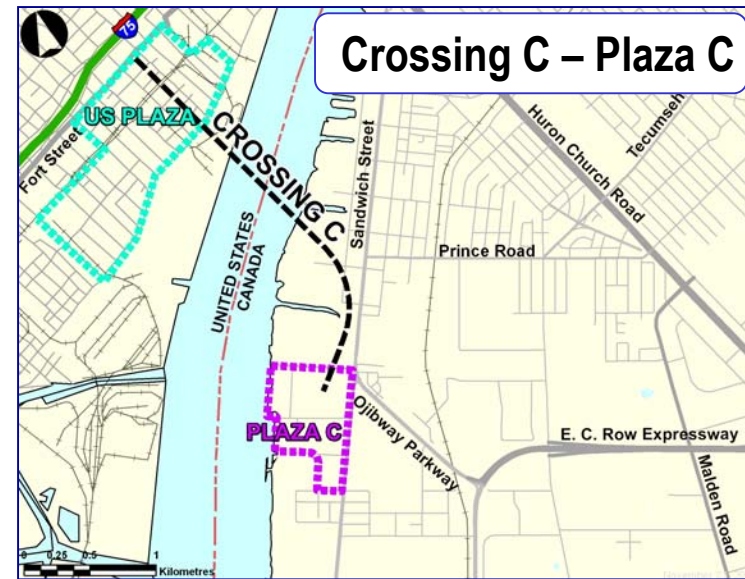 Crossing C – Plaza C
75
US PLAZA
Fort Street
CROSSING C
UNITED STATES
CANADA
Sandwich Street
Huron Church Road
Tecumseh
Prince Road
PLAZA C
Ojibway Parkway
E. C. Row Expressway
Malden Road
0 0.25 0.5 1
Kilometres